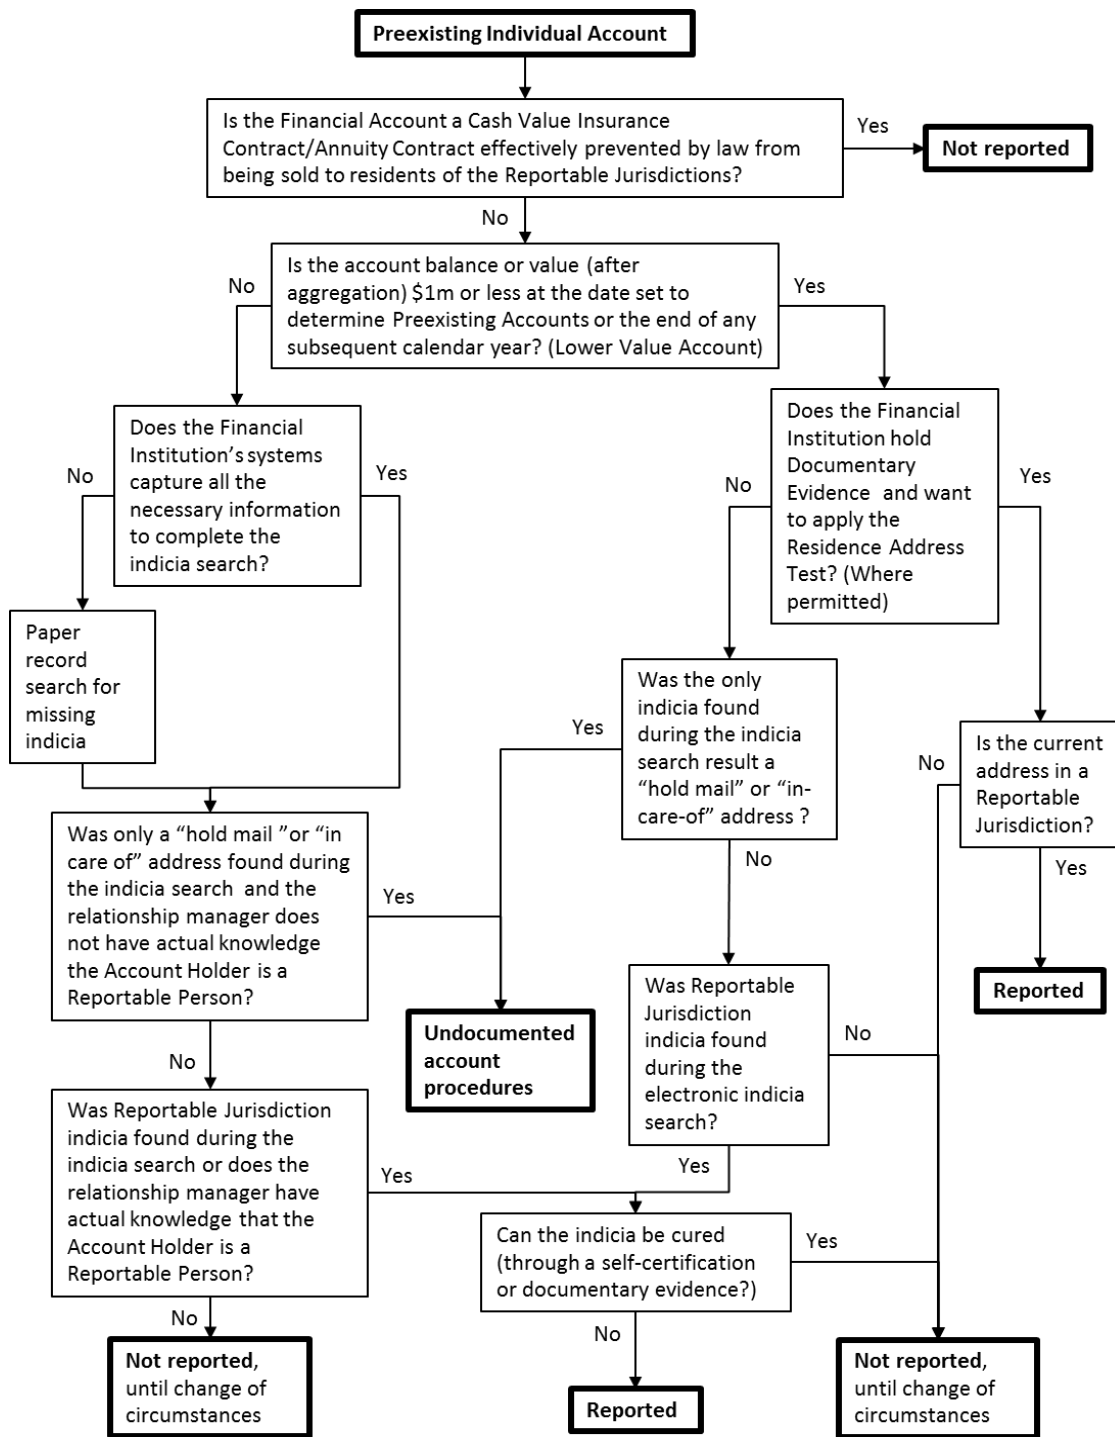 Preexisting Individual Account
Is the Financial Account a Cash Value Insurance
Contract/Annuity Contract effectively prevented by law from
being sold to residents of the Reportable Jurisdictions?
Yes
Not reported
No
Is the account balance or value (after
aggregation) $1m or less at the date set to
determine Preexisting Accounts or the end of any
subsequent calendar year? (Lower Value Account)
No
Yes
Does the Financial
Institution's systems
capture all the
necessary information
to complete the
indicia search?
No
Yes
Does the Financial
Institution hold
Documentary
Evidence and want
to apply the
Residence Address
Test? (Where
permitted)
No
Yes
Paper
record
search for
missing
indicia
Was the only
indicia found
during the indicia
search result a
“hold mail” or “in-
care-of” address ?
Yes
No
Is the current
address in a
Reportable
Jurisdiction?
No
Yes
Reported
Was only a “hold mail ”or “in
care of” address found during
the indicia search and the
relationship manager does
not have actual knowledge
the Account Holder is a
Reportable Person?
Yes
No
Undocumented
account
procedures
Was Reportable
Jurisdiction
indicia found
during the
electronic indicia
search?
No
Yes
Was Reportable Jurisdiction
indicia found during the
indicia search or does the
relationship manager have
actual knowledge that the
Account Holder is a
Reportable Person?
Yes
No
Can the indicia be cured
(through a self-certification
or documentary evidence?)
Yes
No
Not reported,
until change of
circumstances
Reported
Not reported,
until change of
circumstances